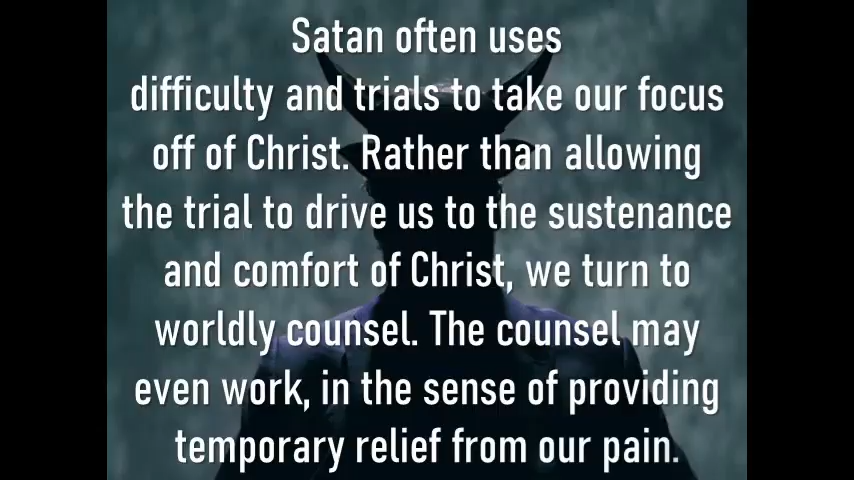 Satan often uses
difficulty and trials to take our focus
off of Christ. Rather than allowing
the trial to drive us to the sustenance
and comfort of Christ, we turn to
worldly counsel. The counsel may
even work, in the sense of providing
temporary relief from our pain.